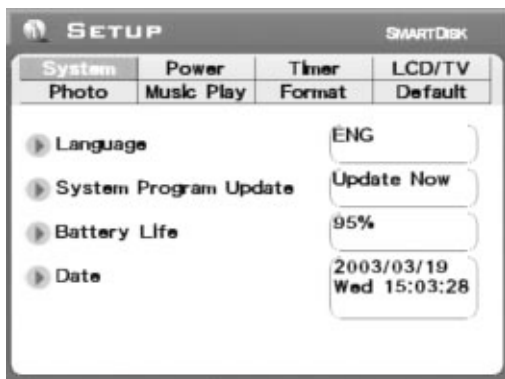 SETUP SMARTDISK
System Power Timer LCD/TV
Photo Music Play Format Default
Language ENG
System Program Update Update Now
Battery Life 95%
Date 2003/03/19
Wed 15:03:28